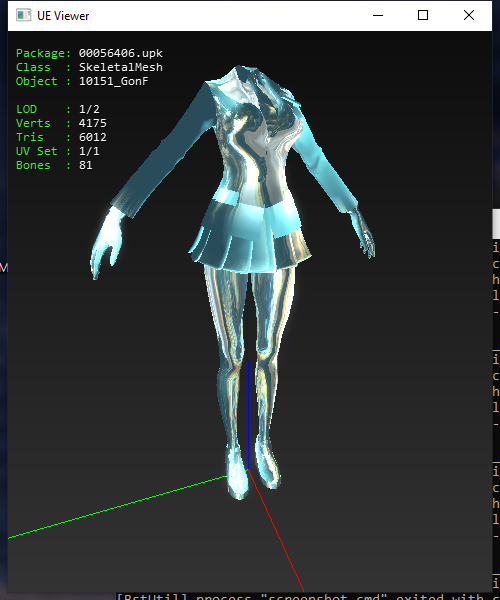 UE Viewer
Package: 00056406.upk
Class  : SkeletalMesh
Object : 10151_GonF
LOD    : 1/2
Verts  : 4175
Tris   : 6012
UV Set : 1/1
Bones  : 81
M
i
c
h
l
-
i
c
h
l
-
i
c
h
l
-
i
[BstUtil] process "screenshot.cmd" exited with c